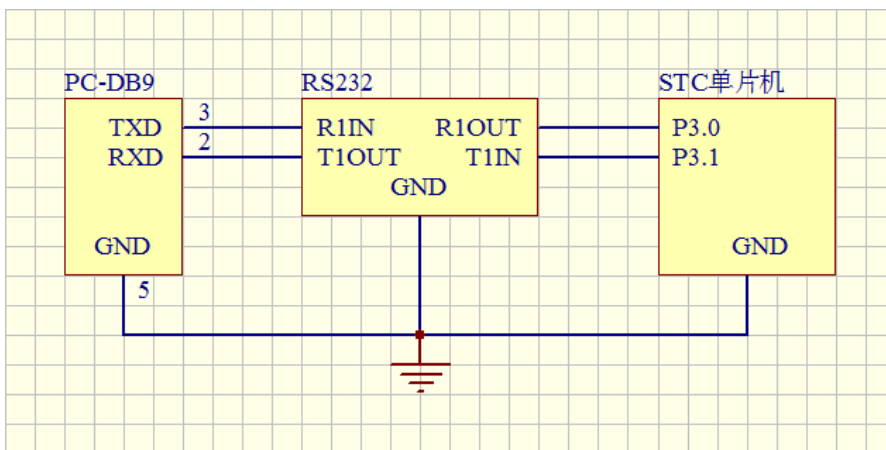 PC-DB9 RS232 STC单片机
TXD 3 R1IN R1OUT P3.0
RXD 2 T1OUT T1IN P3.1
GND
GND GND
5